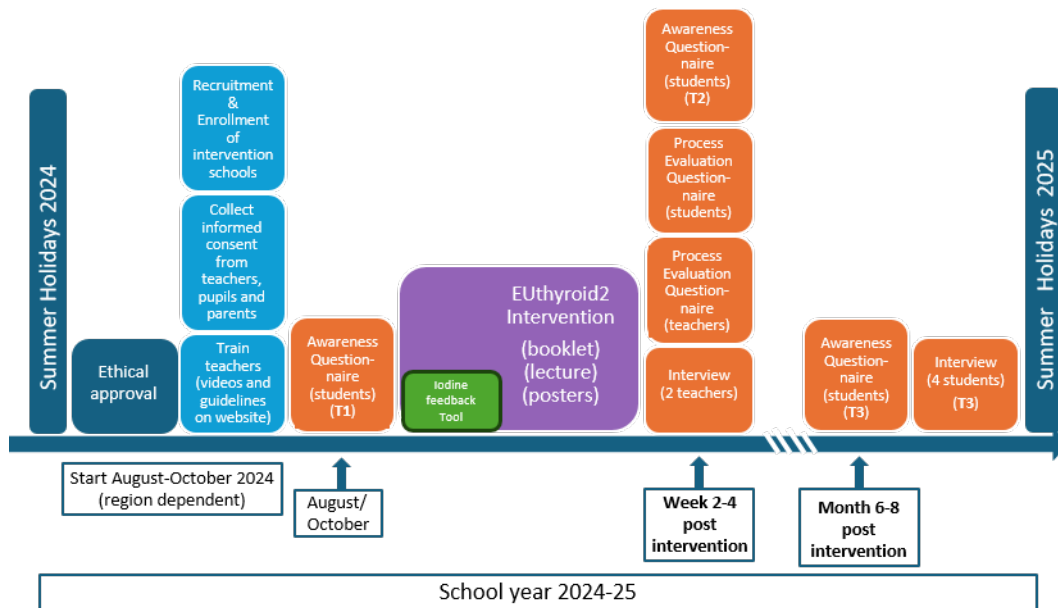 Summer Holidays 2024
Ethical
approval
Recruitment
&
Enrollment
of
intervention
schools
Collect
informed
consent
from
teachers,
pupils and
parents
Train
teachers
(videos and
guidelines
on website)
Awareness
Question-
naire
(students)
(T1)
EUthyroid2
Intervention
(booklet)
(lecture)
(posters)
Iodine
feedback
Tool
Awareness
Question-
naire
(students)
(T2)
Process
Evaluation
Question-
naire
(students)
Process
Evaluation
Question-
naire
(teachers)
Interview
(2 teachers)
Awareness
Question-
naire
(students)
(T3)
Interview
(4 students)
(T3)
Summer Holidays 2025
Start August-October 2024
(region dependent)
August/
October
Week 2-4
post
intervention
Month 6-8
post
intervention
School year 2024-25